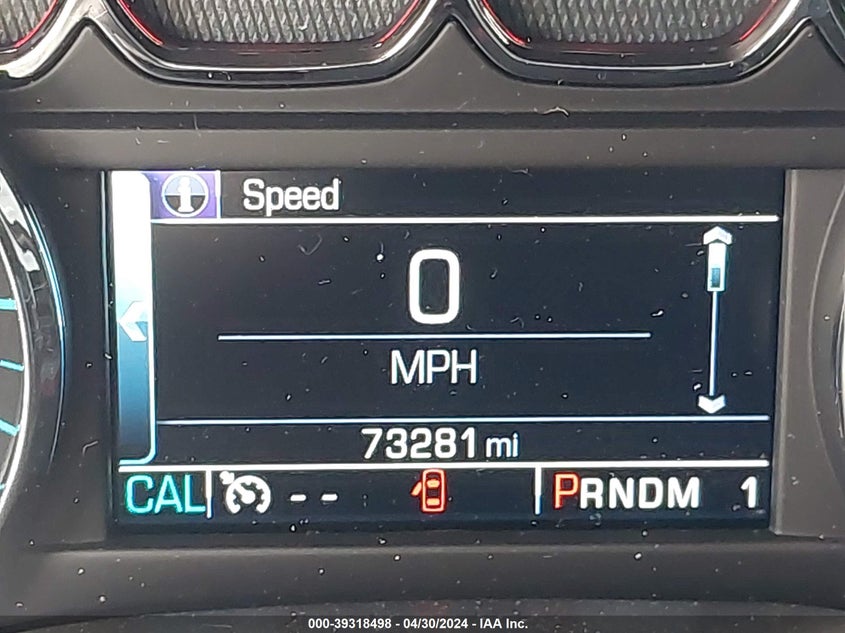 Speed
0
MPH
73281 mi
CAL -- PRNDM 1
000-39318498 - 04/30/2024 - IAA Inc.